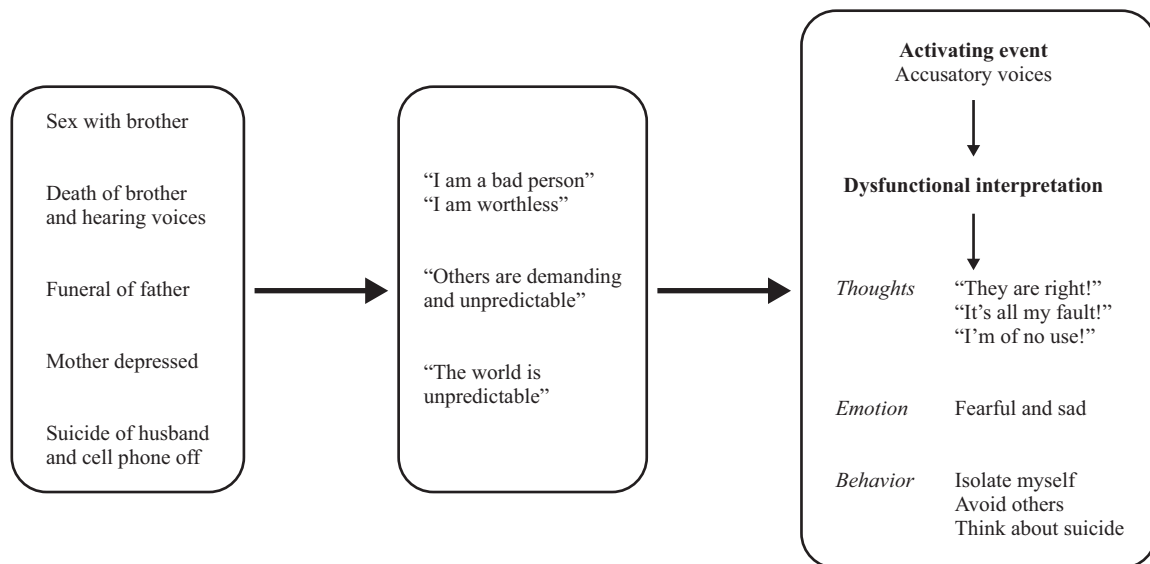 Sex with brother
Death of brother
and hearing voices
Funeral of father
Mother depressed
Suicide of husband
and cell phone off
“I am a bad person”
“I am worthless”
“Others are demanding
and unpredictable”
“The world is
unpredictable”
Activating event
Accusatory voices
Dysfunctional interpretation
Thoughts “They are right!”
“It’s all my fault!”
“I’m of no use!”
Emotion Fearful and sad
Behavior Isolate myself
Avoid others
Think about suicide